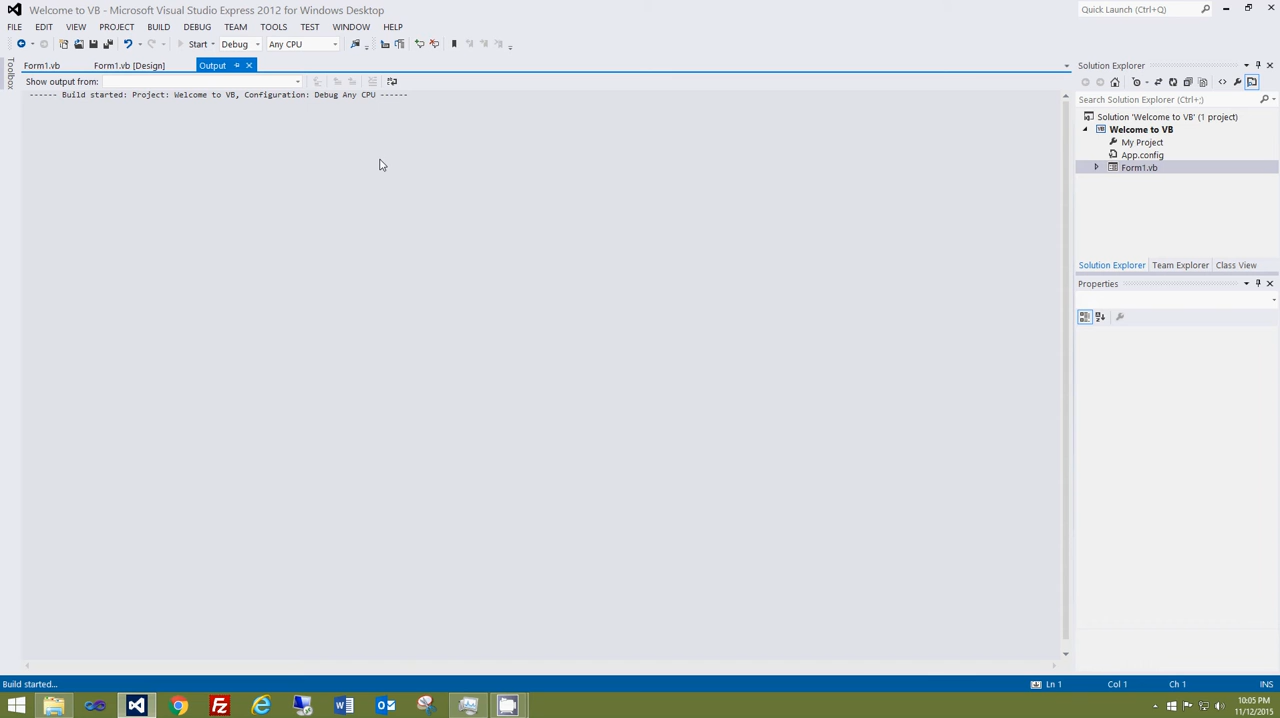 Welcome to VB - Microsoft Visual Studio Express 2012 for Windows Desktop
Quick Launch (Ctrl+Q)
FILE EDIT VIEW PROJECT BUILD DEBUG TEAM TOOLS TEST WINDOW HELP
Start Debug Any CPU
Toolbox
Form1.vb Form1.vb [Design] Output
Show output from:
------ Build started: Project: Welcome to VB, Configuration: Debug Any CPU ------
Solution Explorer
Search Solution Explorer (Ctrl+;)
Solution 'Welcome to VB' (1 project)
VB Welcome to VB
My Project
App.config
Form1.vb
Solution Explorer Team Explorer Class View
Properties
Build started...
Ln 1 Col 1 Ch 1 INS
10:05 PM
11/12/2015